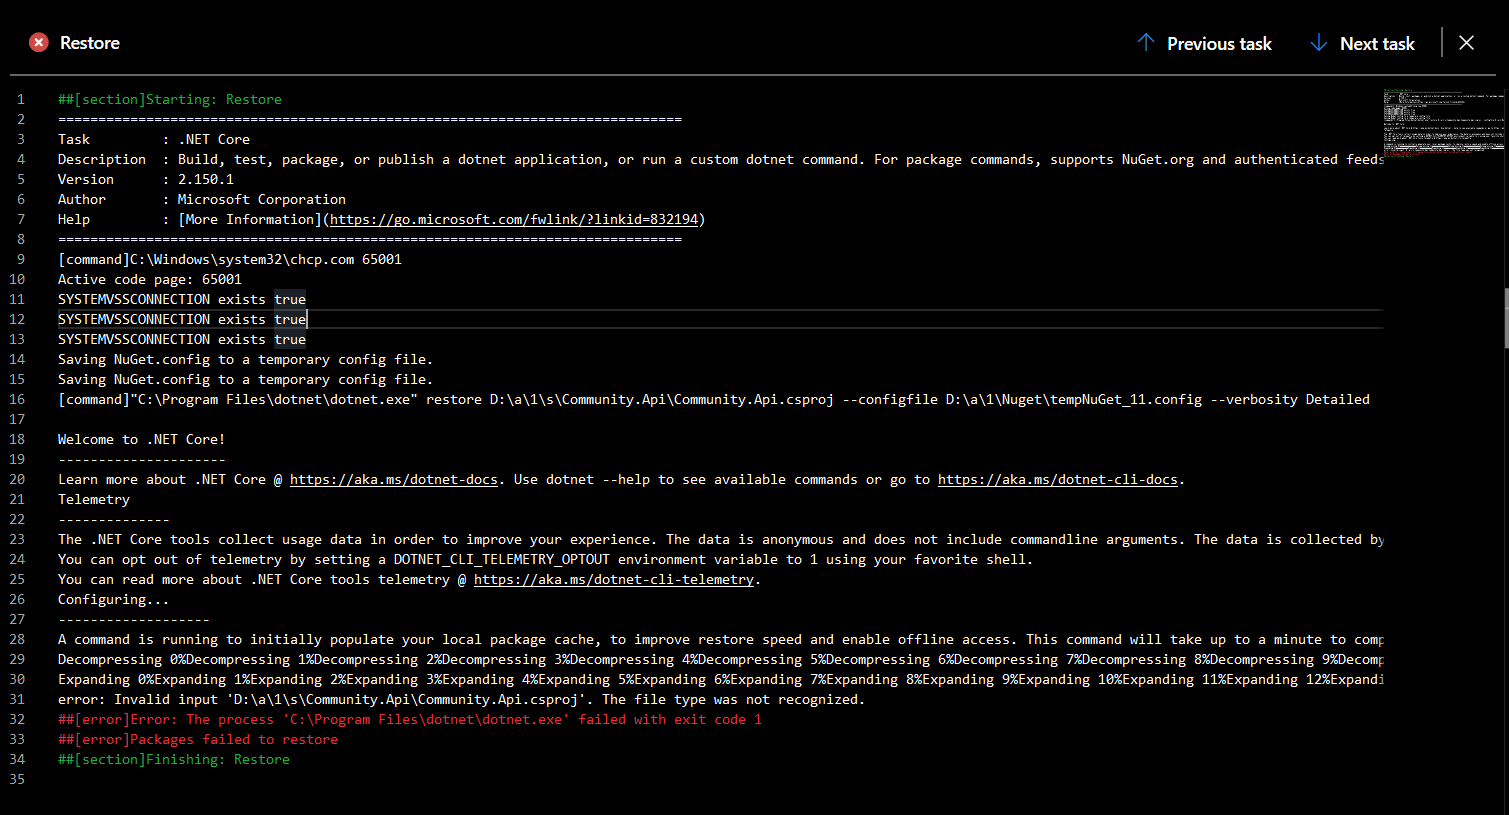 Restore
Previous task
Next task
1 ##[section]Starting: Restore
2 ==============================================================================
3 Task         : .NET Core
4 Description  : Build, test, package, or publish a dotnet application, or run a custom dotnet command. For package commands, supports NuGet.org and authenticated feeds
5 Version      : 2.150.1
6 Author       : Microsoft Corporation
7 Help         : [More Information](https://go.microsoft.com/fwlink/?linkid=832194)
8 ==============================================================================
9 [command]C:\Windows\system32\chcp.com 65001
10 Active code page: 65001
11 SYSTEMVSSCONNECTION exists true
12 SYSTEMVSSCONNECTION exists true
13 SYSTEMVSSCONNECTION exists true
14 Saving NuGet.config to a temporary config file.
15 Saving NuGet.config to a temporary config file.
16 [command]"C:\Program Files\dotnet\dotnet.exe" restore D:\a\1\s\Community.Api\Community.Api.csproj --configfile D:\a\1\Nuget\tempNuGet_11.config --verbosity Detailed
17
18 Welcome to .NET Core!
19 ---------------------
20 Learn more about .NET Core @ https://aka.ms/dotnet-docs. Use dotnet --help to see available commands or go to https://aka.ms/dotnet-cli-docs.
21 Telemetry
22 --------------
23 The .NET Core tools collect usage data in order to improve your experience. The data is anonymous and does not include commandline arguments. The data is collected by
24 You can opt out of telemetry by setting a DOTNET_CLI_TELEMETRY_OPTOUT environment variable to 1 using your favorite shell.
25 You can read more about .NET Core tools telemetry @ https://aka.ms/dotnet-cli-telemetry.
26 Configuring...
27 -------------------
28 A command is running to initially populate your local package cache, to improve restore speed and enable offline access. This command will take up to a minute to comp
29 Decompressing 0%Decompressing 1%Decompressing 2%Decompressing 3%Decompressing 4%Decompressing 5%Decompressing 6%Decompressing 7%Decompressing 8%Decompressing 9%Decomp
30 Expanding 0%Expanding 1%Expanding 2%Expanding 3%Expanding 4%Expanding 5%Expanding 6%Expanding 7%Expanding 8%Expanding 9%Expanding 10%Expanding 11%Expanding 12%Expandi
31 error: Invalid input 'D:\a\1\s\Community.Api\Community.Api.csproj'. The file type was not recognized.
32 ##[error]Error: The process 'C:\Program Files\dotnet\dotnet.exe' failed with exit code 1
33 ##[error]Packages failed to restore
34 ##[section]Finishing: Restore
35